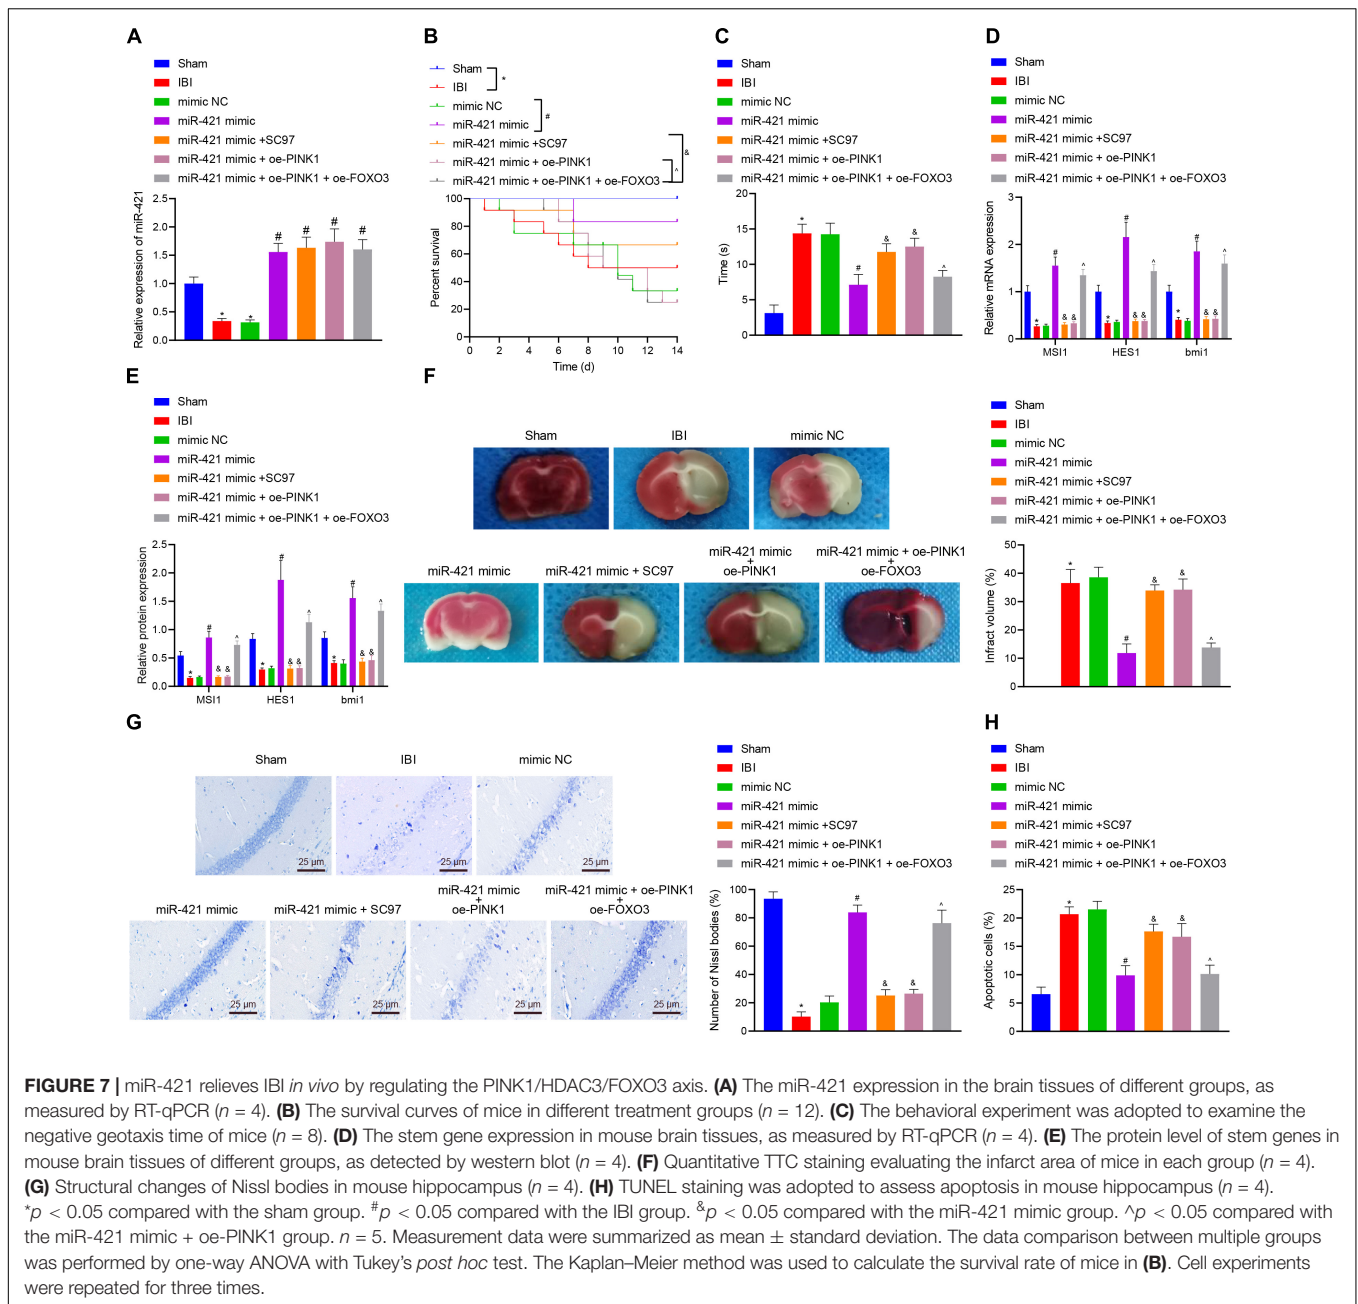 A
Sham
IBI
mimic NC
miR-421 mimic
miR-421 mimic +SC97
miR-421 mimic + oe-PINK1
miR-421 mimic + oe-PINK1 + oe-FOXO3
Relative expression of miR-421
2.5
2.0
1.5
1.0
0.5
0.0
* * # # # #
B
Sham
IBI
mimic NC
miR-421 mimic
miR-421 mimic +SC97
miR-421 mimic + oe-PINK1
miR-421 mimic + oe-PINK1 + oe-FOXO3
*
#
&
^
Percent survival
100
80
60
40
20
0
0 2 4 6 8 10 12 14
Time (d)
C
Sham
IBI
mimic NC
miR-421 mimic
miR-421 mimic +SC97
miR-421 mimic + oe-PINK1
miR-421 mimic + oe-PINK1 + oe-FOXO3
Time (s)
20
15
10
5
0
* # & & ^
D
Sham
IBI
mimic NC
miR-421 mimic
miR-421 mimic +SC97
miR-421 mimic + oe-PINK1
miR-421 mimic + oe-PINK1 + oe-FOXO3
Relative mRNA expression
3
2
1
0
* # & & ^ * # & & ^ * # & & ^
MSI1 HES1 bmi1
E
Sham
IBI
mimic NC
miR-421 mimic
miR-421 mimic +SC97
miR-421 mimic + oe-PINK1
miR-421 mimic + oe-PINK1 + oe-FOXO3
Relative protein expression
2.5
2.0
1.5
1.0
0.5
0.0
* # & & ^ * # & & ^ * # & & ^
MSI1 HES1 bmi1
F
Sham IBI mimic NC
miR-421 mimic
miR-421 mimic + SC97
miR-421 mimic
+
oe-PINK1
miR-421 mimic + oe-PINK1
+
oe-FOXO3
Sham
IBI
mimic NC
miR-421 mimic
miR-421 mimic +SC97
miR-421 mimic + oe-PINK1
miR-421 mimic + oe-PINK1 + oe-FOXO3
Infract volume (%)
50
40
30
20
10
0
* # & & ^
G
Sham IBI mimic NC
25 µm 25 µm 25 µm
miR-421 mimic
miR-421 mimic + SC97
miR-421 mimic
+
oe-PINK1
miR-421 mimic + oe-PINK1
+
oe-FOXO3
25 µm 25 µm 25 µm 25 µm
Sham
IBI
mimic NC
miR-421 mimic
miR-421 mimic +SC97
miR-421 mimic + oe-PINK1
miR-421 mimic + oe-PINK1 + oe-FOXO3
Number of Nissl bodies (%)
100
80
60
40
20
0
* # & & ^
H
Sham
IBI
mimic NC
miR-421 mimic
miR-421 mimic +SC97
miR-421 mimic + oe-PINK1
miR-421 mimic + oe-PINK1 + oe-FOXO3
Apoptotic cells (%)
25
20
15
10
5
0
* # & & ^
FIGURE 7 | miR-421 relieves IBI in vivo by regulating the PINK1/HDAC3/FOXO3 axis. (A) The miR-421 expression in the brain tissues of different groups, as
measured by RT-qPCR (n = 4). (B) The survival curves of mice in different treatment groups (n = 12). (C) The behavioral experiment was adopted to examine the
negative geotaxis time of mice (n = 8). (D) The stem gene expression in mouse brain tissues, as measured by RT-qPCR (n = 4). (E) The protein level of stem genes in
mouse brain tissues of different groups, as detected by western blot (n = 4). (F) Quantitative TTC staining evaluating the infarct area of mice in each group (n = 4).
(G) Structural changes of Nissl bodies in mouse hippocampus (n = 4). (H) TUNEL staining was adopted to assess apoptosis in mouse hippocampus (n = 4).
*p < 0.05 compared with the sham group. #p < 0.05 compared with the IBI group. &p < 0.05 compared with the miR-421 mimic group. ^p < 0.05 compared with
the miR-421 mimic + oe-PINK1 group. n = 5. Measurement data were summarized as mean ± standard deviation. The data comparison between multiple groups
was performed by one-way ANOVA with Tukey's post hoc test. The Kaplan–Meier method was used to calculate the survival rate of mice in (B). Cell experiments
were repeated for three times.